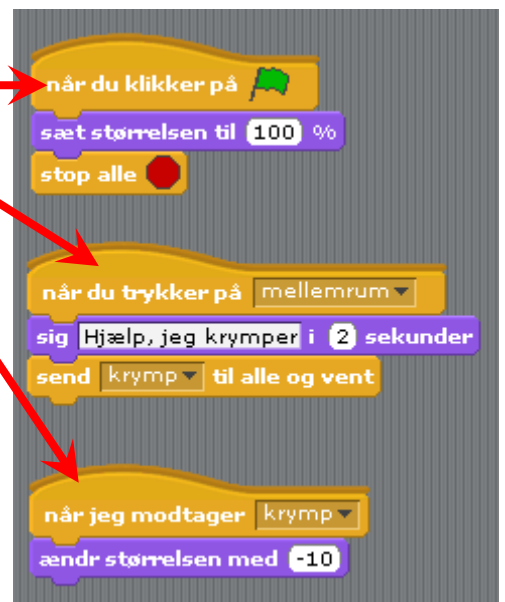 når du klikker på
sæt størrelsen til 100 %
stop alle
når du trykker på mellemrum
sig Hjælp, jeg krymper i 2 sekunder
send krymp til alle og vent
når jeg modtager krymp
ændr størrelsen med -10